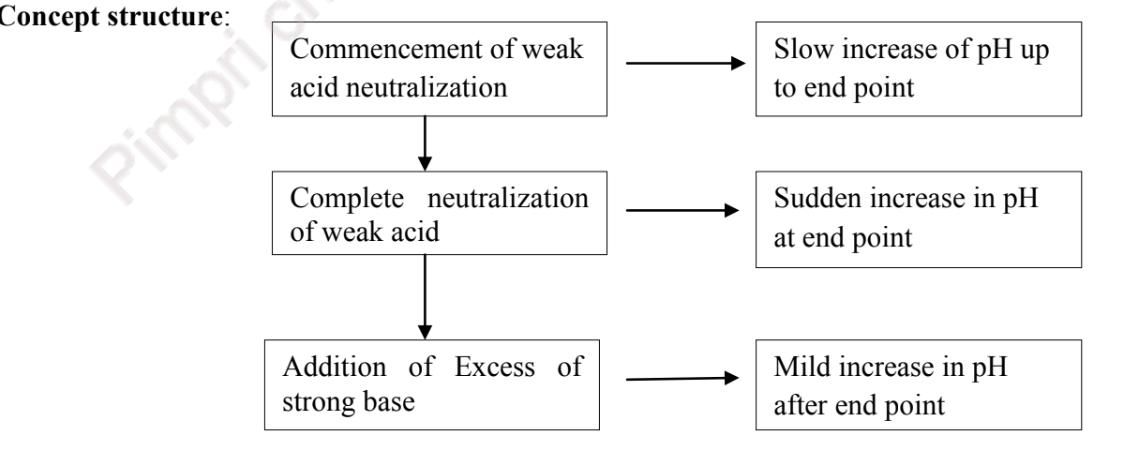 Concept structure:
Commencement of weak
acid neutralization
Slow increase of pH up
to end point
Complete neutralization
of weak acid
Sudden increase in pH
at end point
Addition of Excess of
strong base
Mild increase in pH
after end point
Pimpri